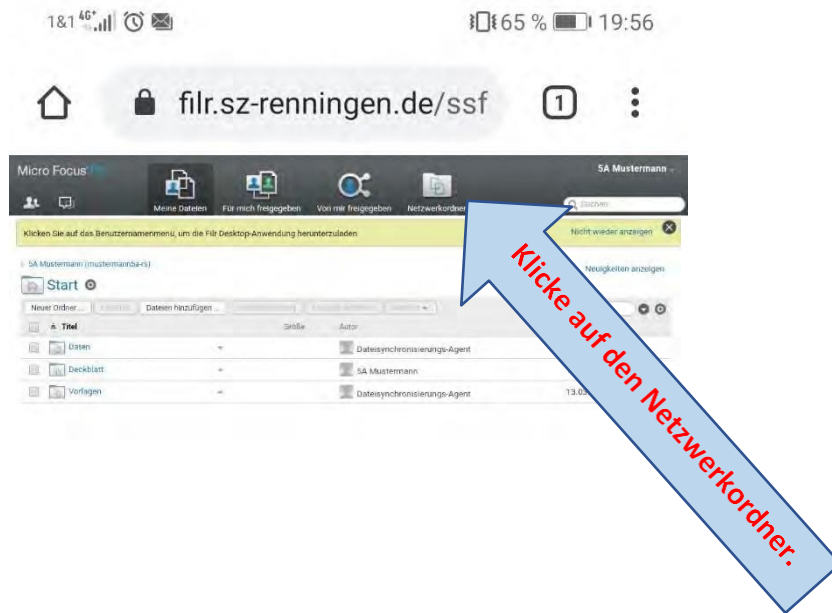 1&1 4G+ 65 % 19:56
filr.sz-renningen.de/ssf 1
Micro Focus 5A Mustermann
Meine Dateien Für mich freigegeben Von mir freigegeben Netzwerkordner Suchen
Klicken Sie auf das Benutzernamenmenü, um die Filr Desktop-Anwendung herunterzuladen Nicht wieder anzeigen
5A Mustermann (mustermann5a-rs) Neuigkeiten anzeigen
Start
Neuer Ordner... Dateien hinzufügen...
Titel Größe Autor
Daten Dateisynchronisierungs-Agent
Deckblatt 5A Mustermann
Vorlagen Dateisynchronisierungs-Agent 13.03
Klicke auf den Netzwerkordner.